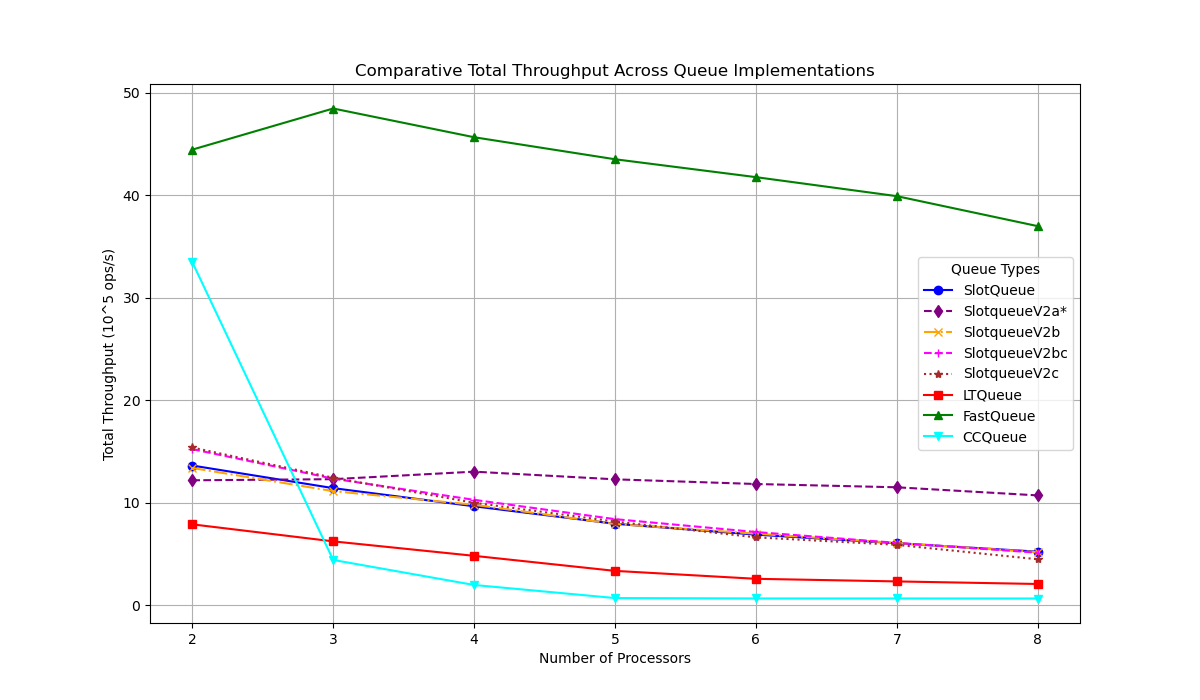 Comparative Total Throughput Across Queue Implementations
Total Throughput (10^5 ops/s)
50
40
30
20
10
0
2 3 4 5 6 7 8
Number of Processors
Queue Types
SlotQueue
SlotqueueV2a*
SlotqueueV2b
SlotqueueV2bc
SlotqueueV2c
LTQueue
FastQueue
CCQueue